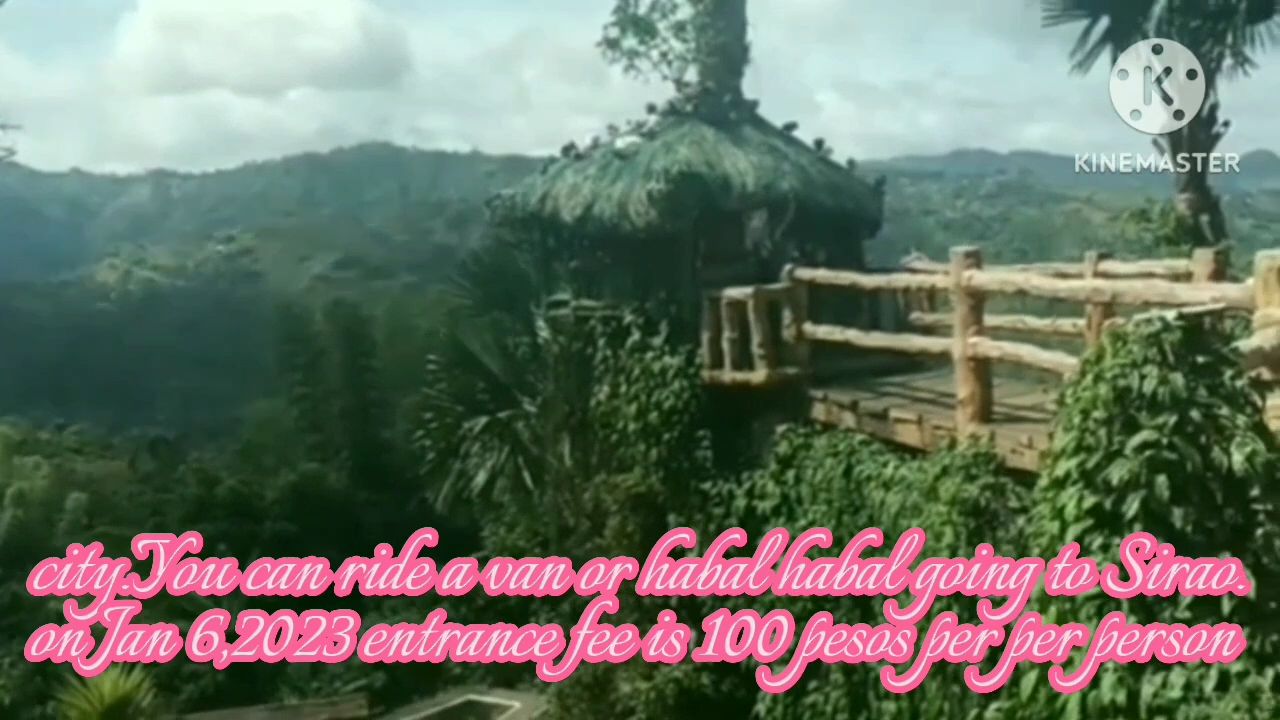 K
KINEMASTER
city.You can ride a van or habal habal going to Sirao.
on Jan 6,2023 entrance fee is 100 pesos per per person